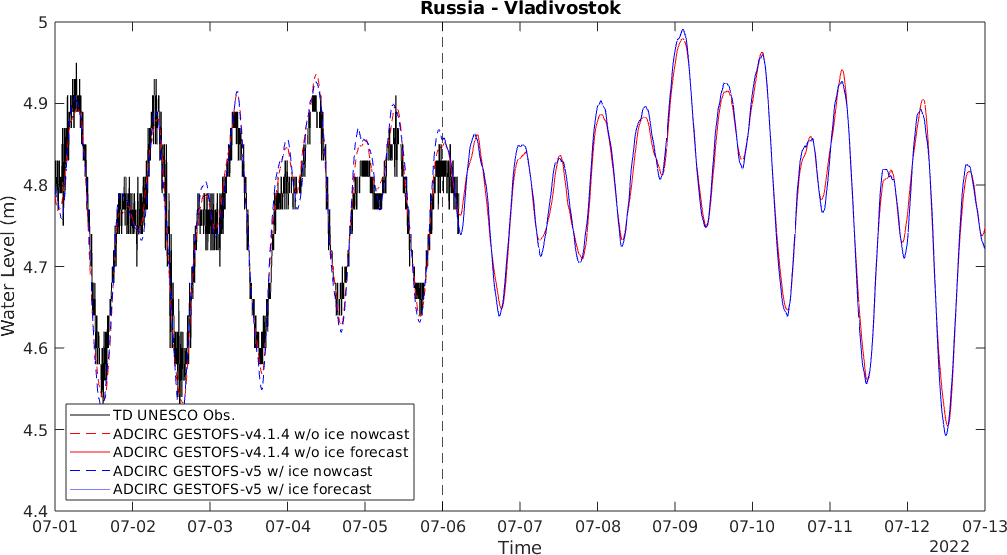 Russia - Vladivostok
Water Level (m)
5
4.9
4.8
4.7
4.6
4.5
4.4
TD UNESCO Obs.
ADCIRC GESTOFS-v4.1.4 w/o ice nowcast
ADCIRC GESTOFS-v4.1.4 w/o ice forecast
ADCIRC GESTOFS-v5 w/ ice nowcast
ADCIRC GESTOFS-v5 w/ ice forecast
07-01 07-02 07-03 07-04 07-05 07-06 07-07 07-08 07-09 07-10 07-11 07-12 07-13
Time
2022